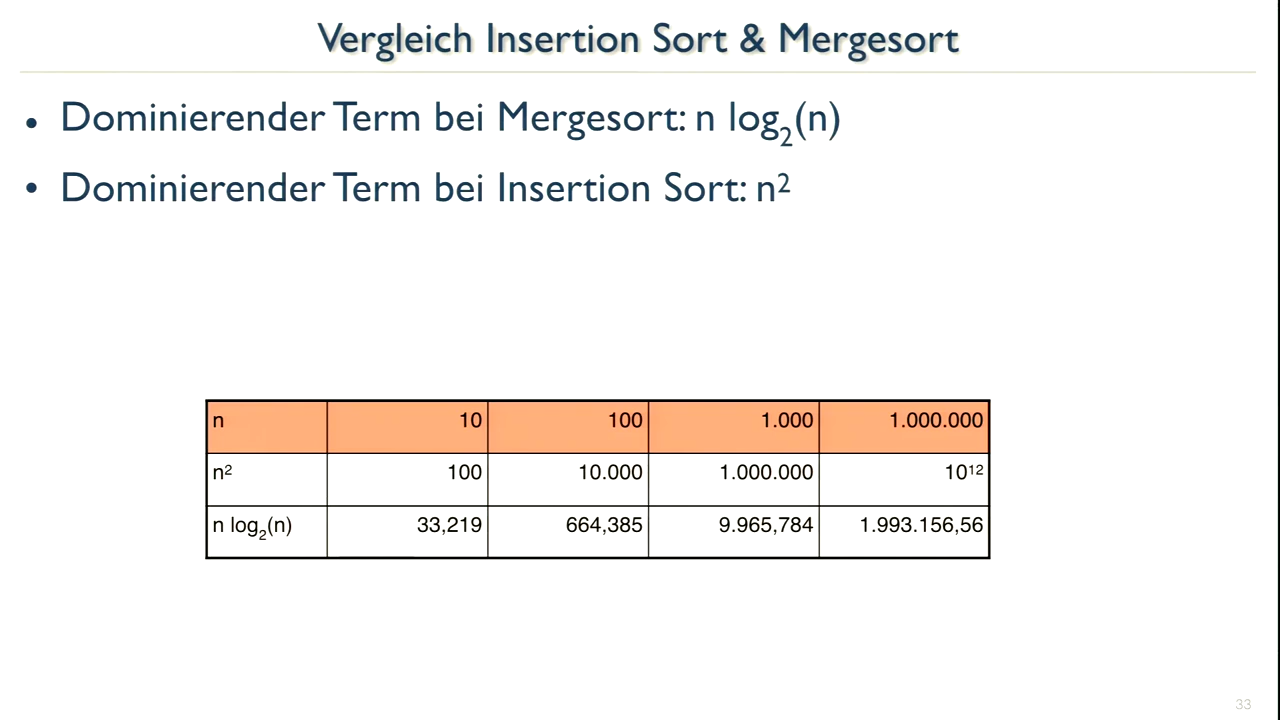 Vergleich Insertion Sort & Mergesort
• Dominierender Term bei Mergesort: n log₂(n)
• Dominierender Term bei Insertion Sort: n²
n 10 100 1.000 1.000.000
n² 100 10.000 1.000.000 10¹²
n log₂(n) 33,219 664,385 9.965,784 1.993.156,56
33